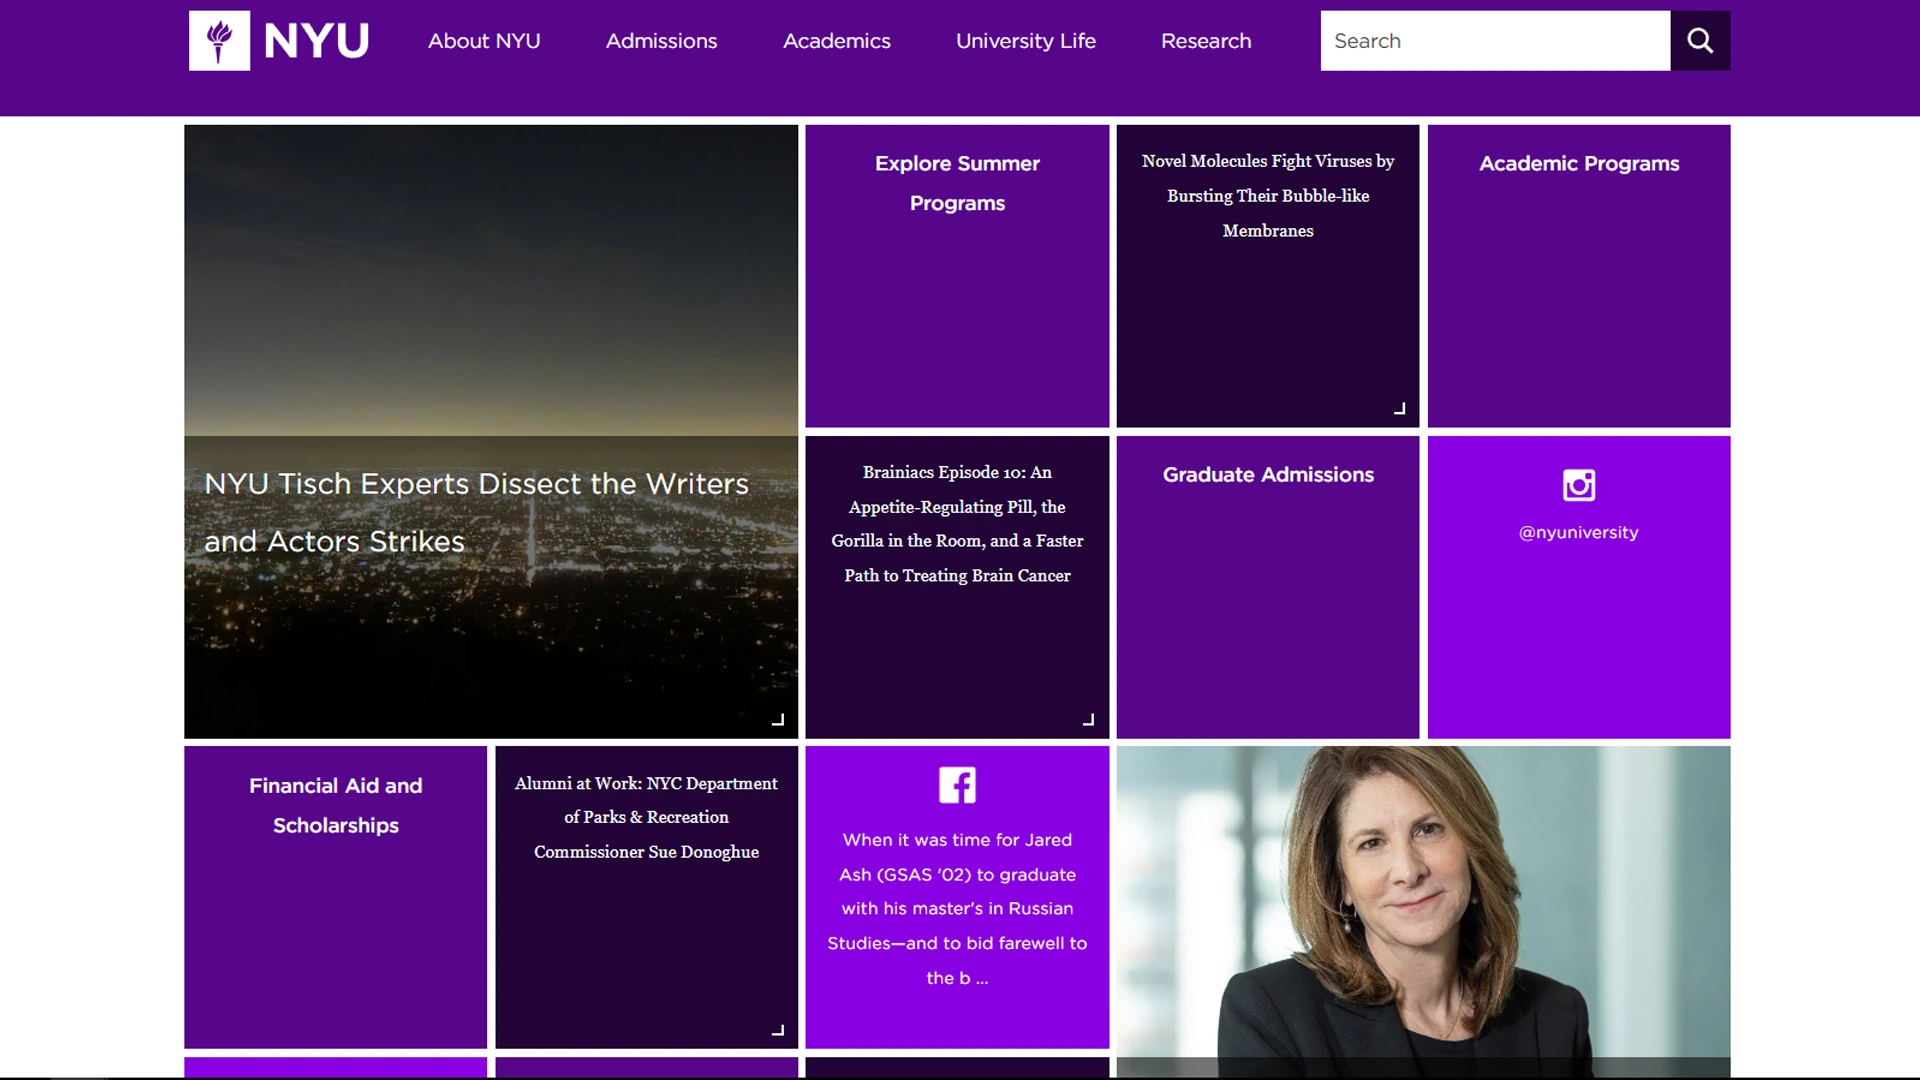 NYU
About NYU
Admissions
Academics
University Life
Research
Search
NYU Tisch Experts Dissect the Writers
and Actors Strikes
Explore Summer
Programs
Novel Molecules Fight Viruses by
Bursting Their Bubble-like
Membranes
Academic Programs
Brainiacs Episode 10: An
Appetite-Regulating Pill, the
Gorilla in the Room, and a Faster
Path to Treating Brain Cancer
Graduate Admissions
@nyuniversity
Financial Aid and
Scholarships
Alumni at Work: NYC Department
of Parks & Recreation
Commissioner Sue Donoghue
When it was time for Jared
Ash (GSAS '02) to graduate
with his master's in Russian
Studies—and to bid farewell to
the b ...